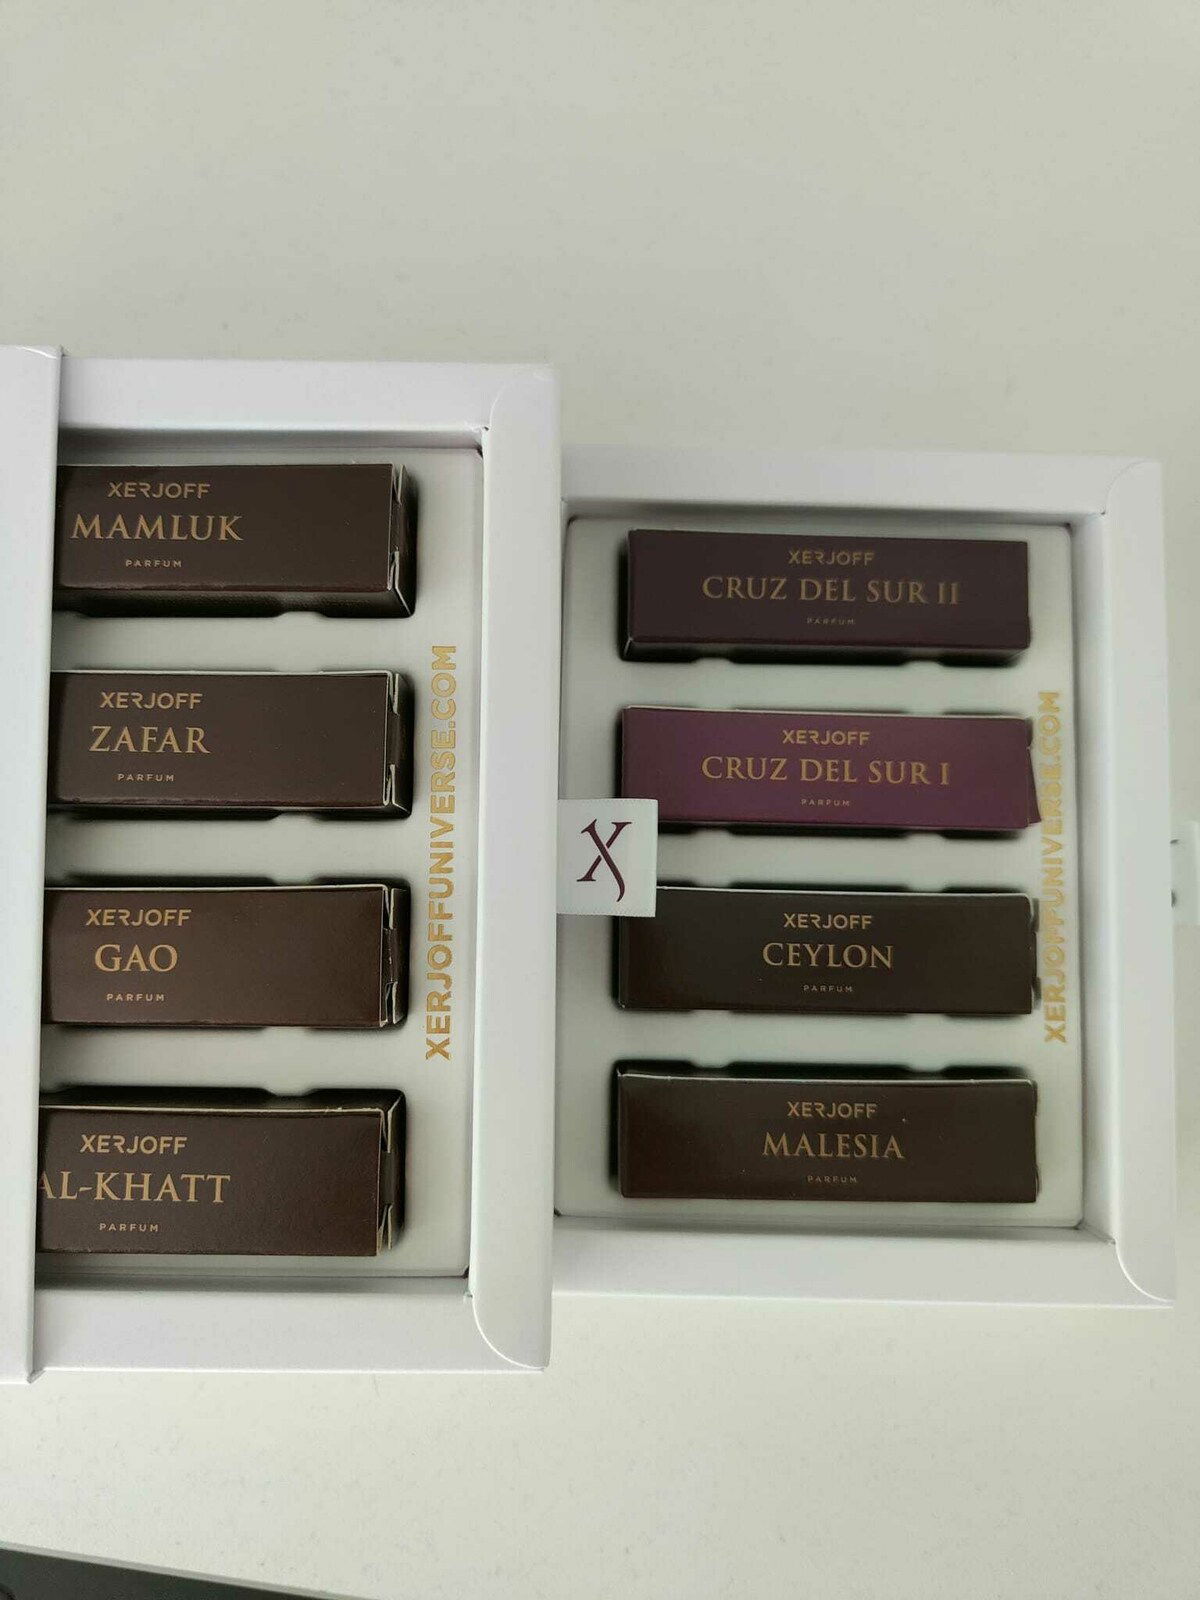 XERJOFF
MAMLUK
PARFUM
XERJOFF
ZAFAR
PARFUM
XERJOFF
GAO
PARFUM
XERJOFF
AL-KHATT
PARFUM
XERJOFFUNIVERSE.COM
X
XERJOFF
CRUZ DEL SUR II
PARFUM
XERJOFF
CRUZ DEL SUR I
PARFUM
XERJOFF
CEYLON
PARFUM
XERJOFF
MALESIA
PARFUM
XERJOFFUNIVERSE.COM